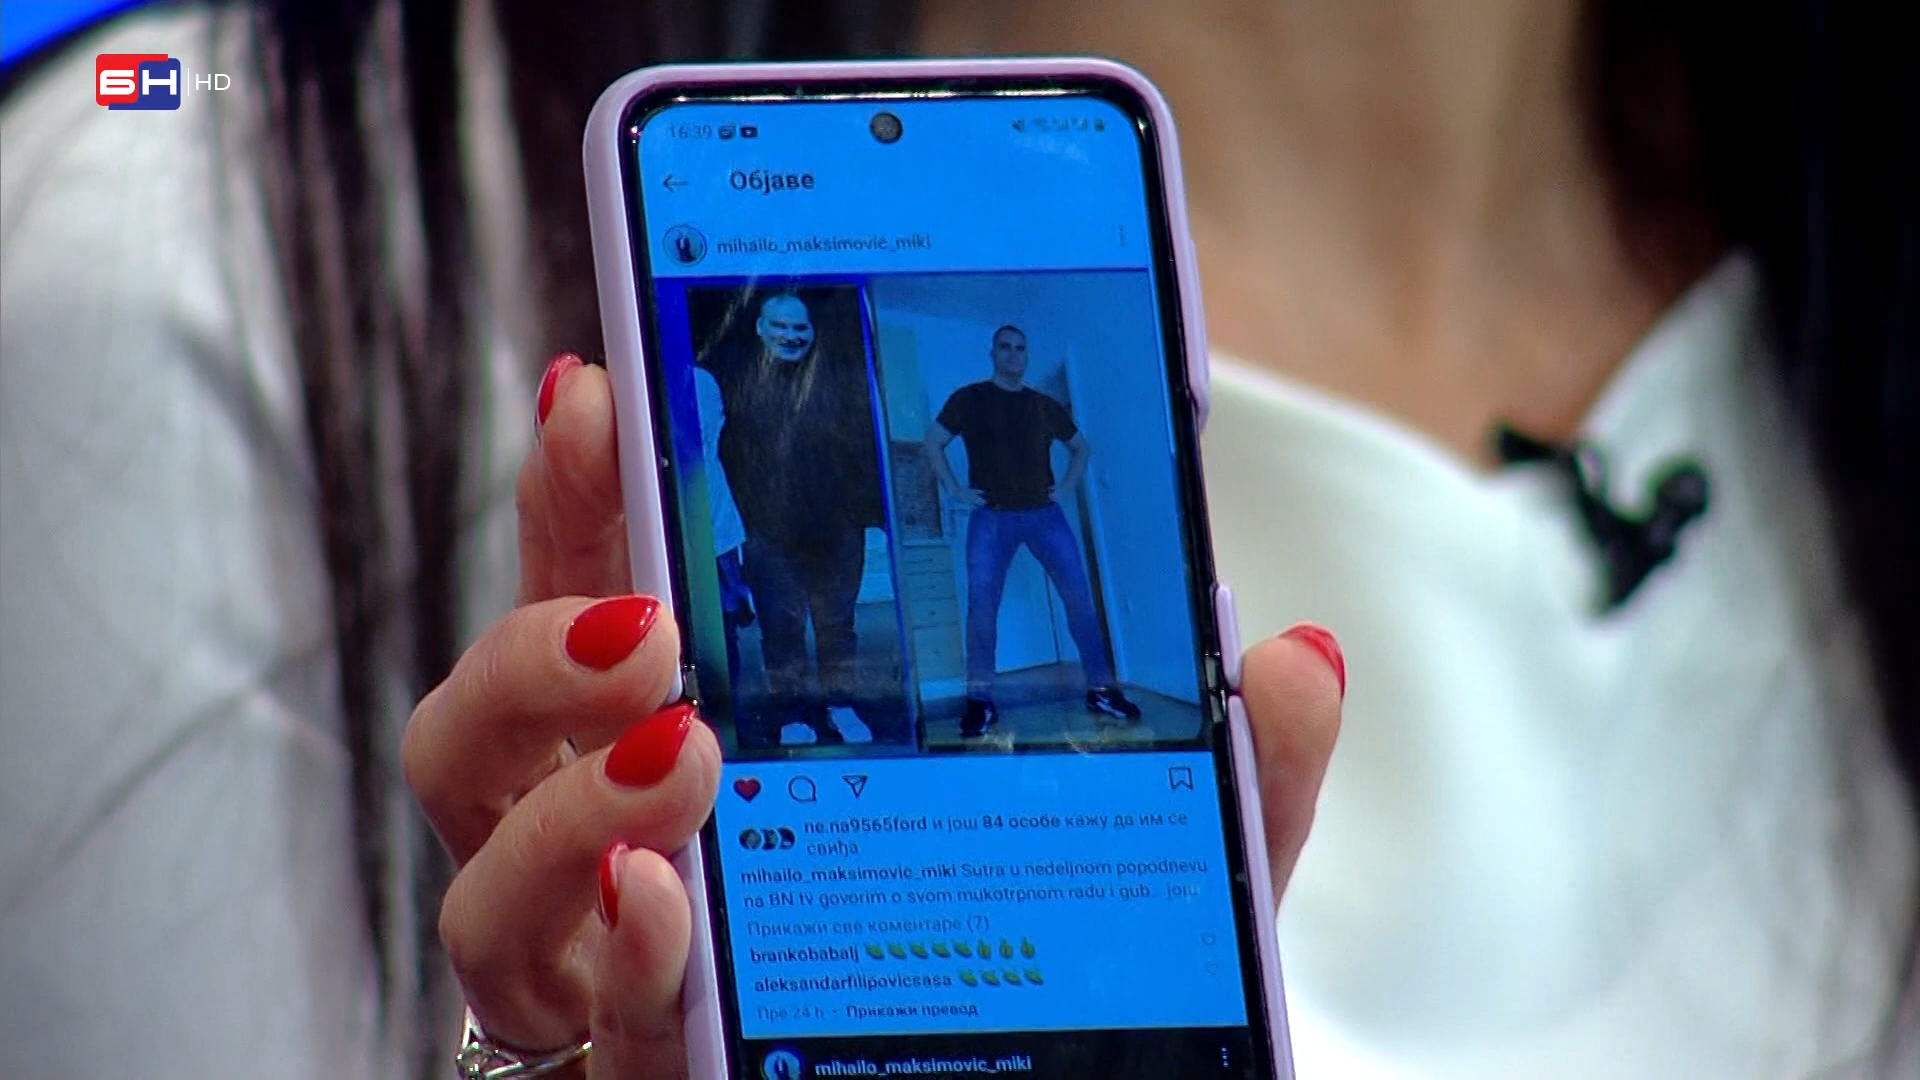 БН HD
16:39
Објаве
mihailo_maksimovic_miki
ne.na9565ford и још 84 особе кажу да им се
свиђа
mihailo_maksimovic_miki Sutra u nedeljnom popodnevu
na BN tv govorim o svom mukotrpnom radu i gub... још
Прикажи све коментаре (7)
brankobabalj
aleksandarfilipovicsasa
Пре 24 h · Прикажи превод
mihailo_maksimovic_miki